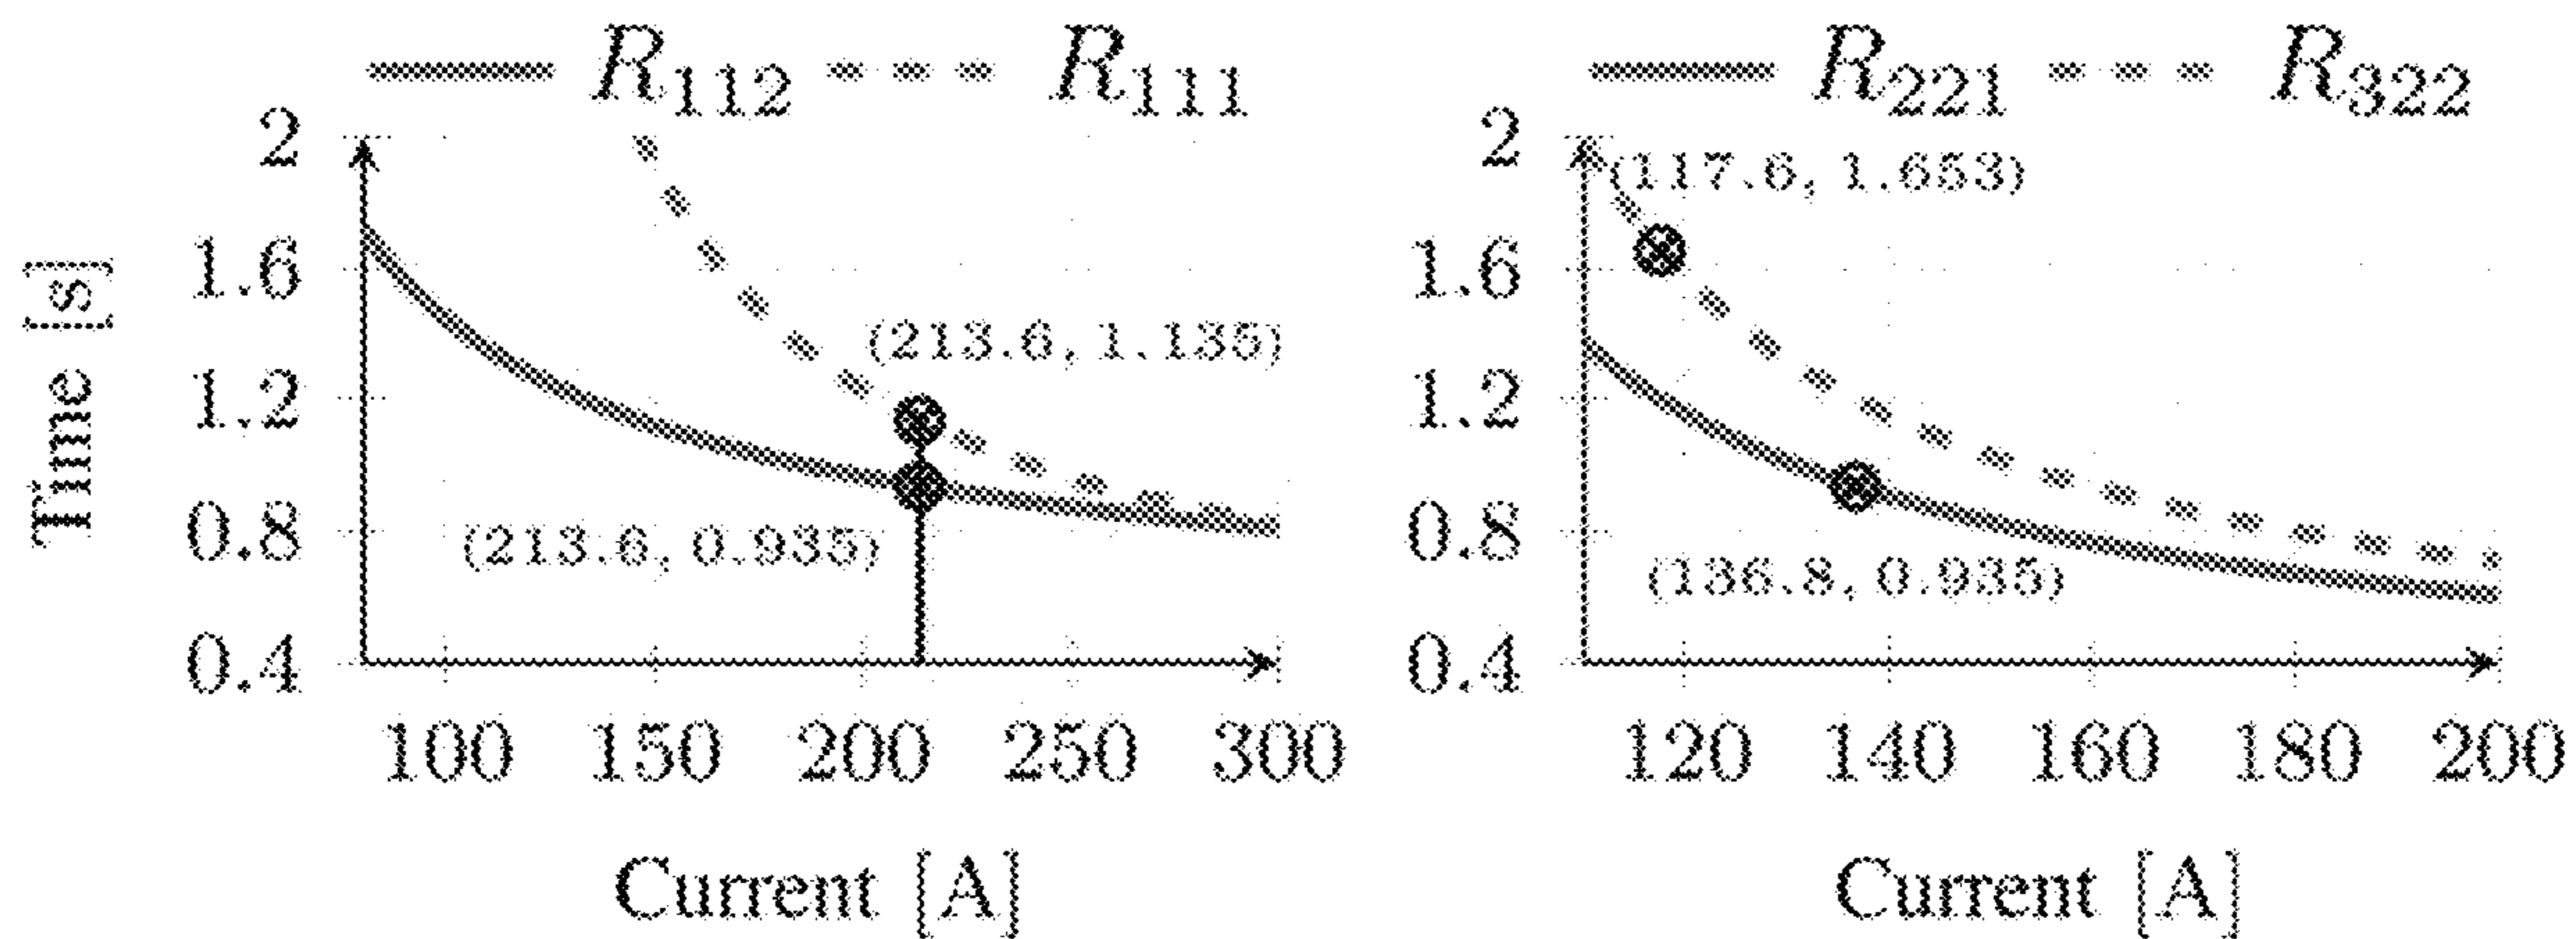 R112 R111
2
1.6
1.2
0.8
0.4
Time [s]
(213.6, 1.135)
(213.6, 0.935)
100 150 200 250 300
Current [A]
R221 R322
2
1.6
1.2
0.8
0.4
(117.6, 1.653)
(136.8, 0.935)
120 140 160 180 200
Current [A]